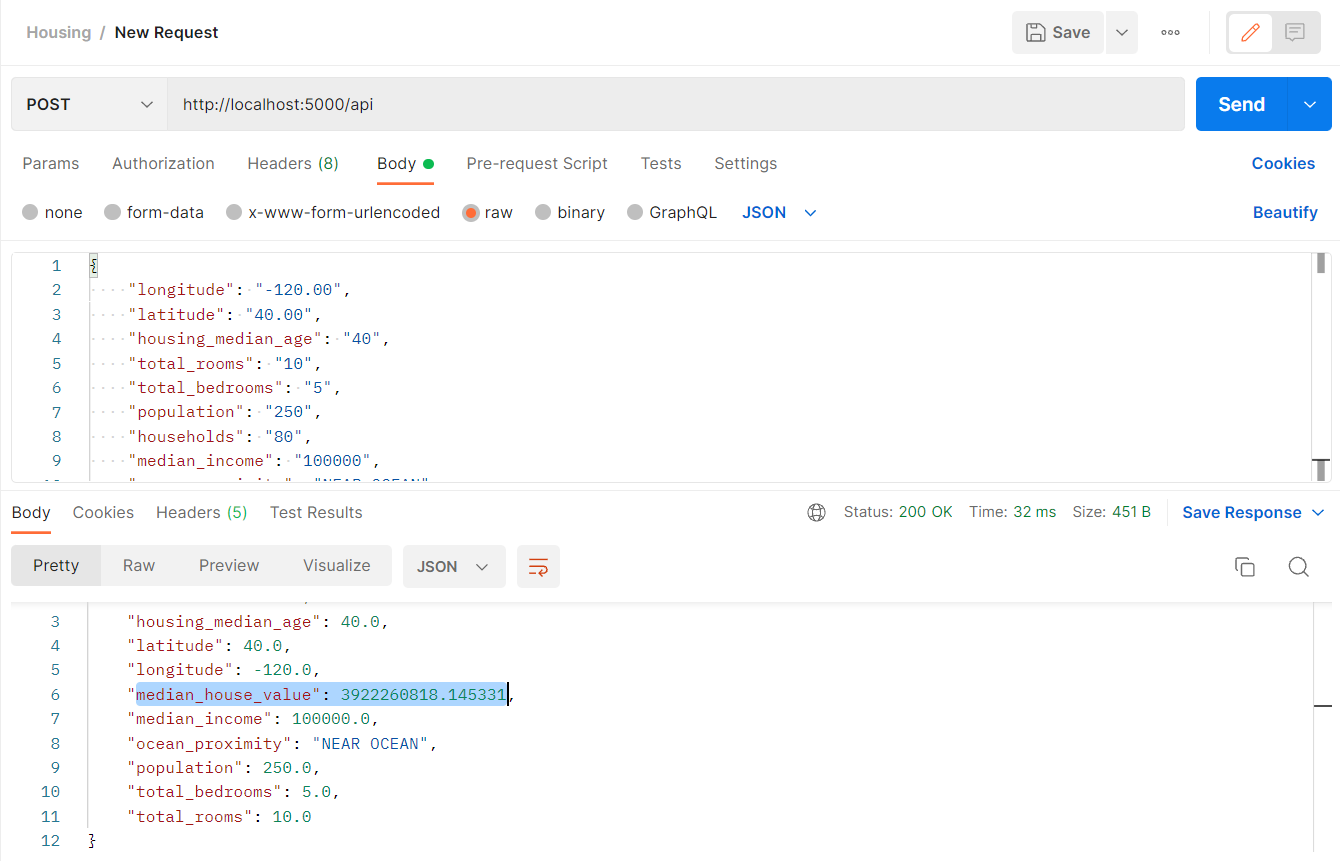 Housing / New Request
Save
POST
http://localhost:5000/api
Send
Params Authorization Headers (8) Body Pre-request Script Tests Settings Cookies
none form-data x-www-form-urlencoded raw binary GraphQL JSON Beautify
1 {
2 "longitude": "-120.00",
3 "latitude": "40.00",
4 "housing_median_age": "40",
5 "total_rooms": "10",
6 "total_bedrooms": "5",
7 "population": "250",
8 "households": "80",
9 "median_income": "100000",
Body Cookies Headers (5) Test Results Status: 200 OK Time: 32 ms Size: 451 B Save Response
Pretty Raw Preview Visualize JSON
3 "housing_median_age": 40.0,
4 "latitude": 40.0,
5 "longitude": -120.0,
6 "median_house_value": 3922260818.145331,
7 "median_income": 100000.0,
8 "ocean_proximity": "NEAR OCEAN",
9 "population": 250.0,
10 "total_bedrooms": 5.0,
11 "total_rooms": 10.0
12 }